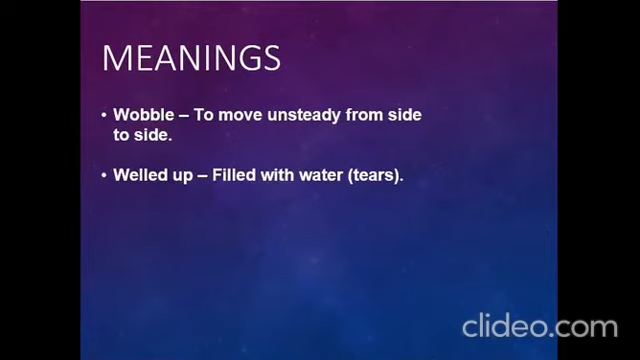 MEANINGS
• Wobble – To move unsteady from side
to side.
• Welled up – Filled with water (tears).
clideo.com